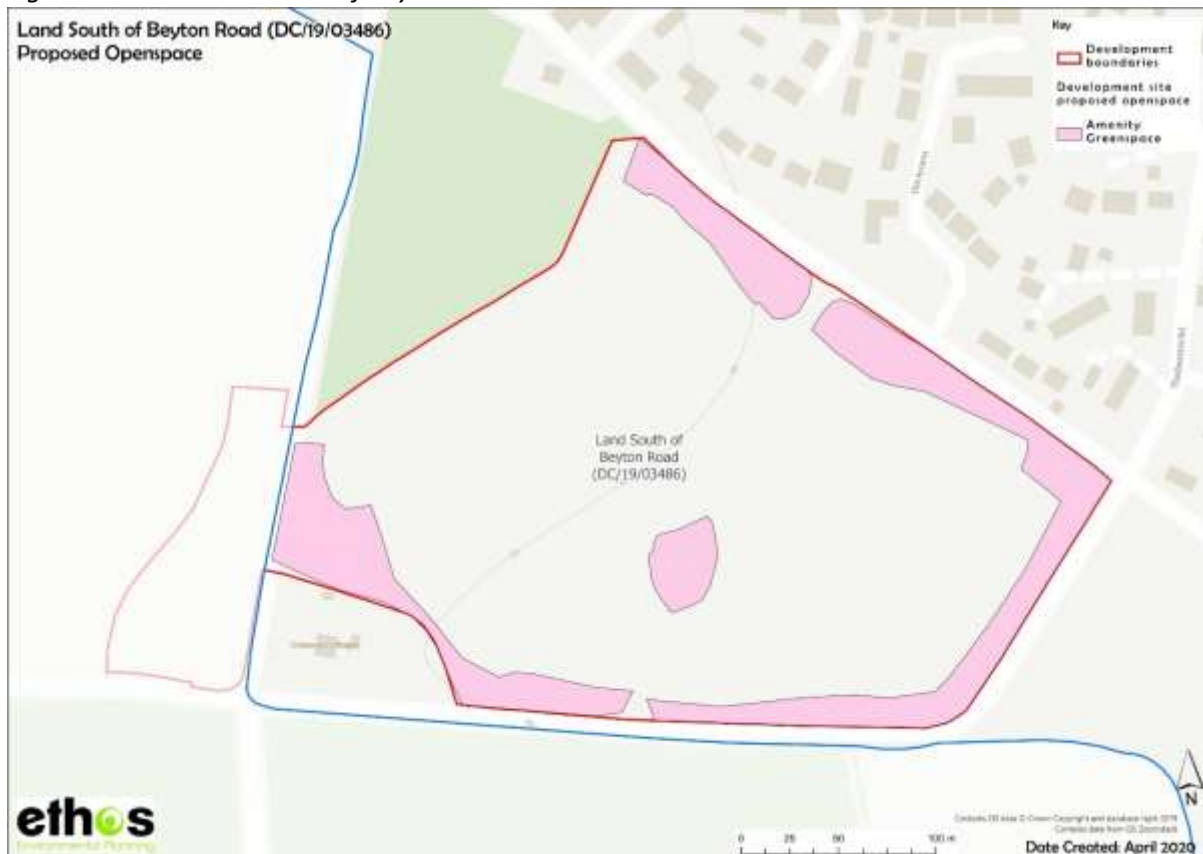 Land South of Beyton Road (DC/19/03486)
Proposed Openspace
Key
Development
boundaries
Development site
proposed openspace
Amenity
Greenspace
Land South of
Beyton Road
(DC/19/03486)
N
ethos
Environmental Planning
0 25 50 100 m
Date Created: April 2020